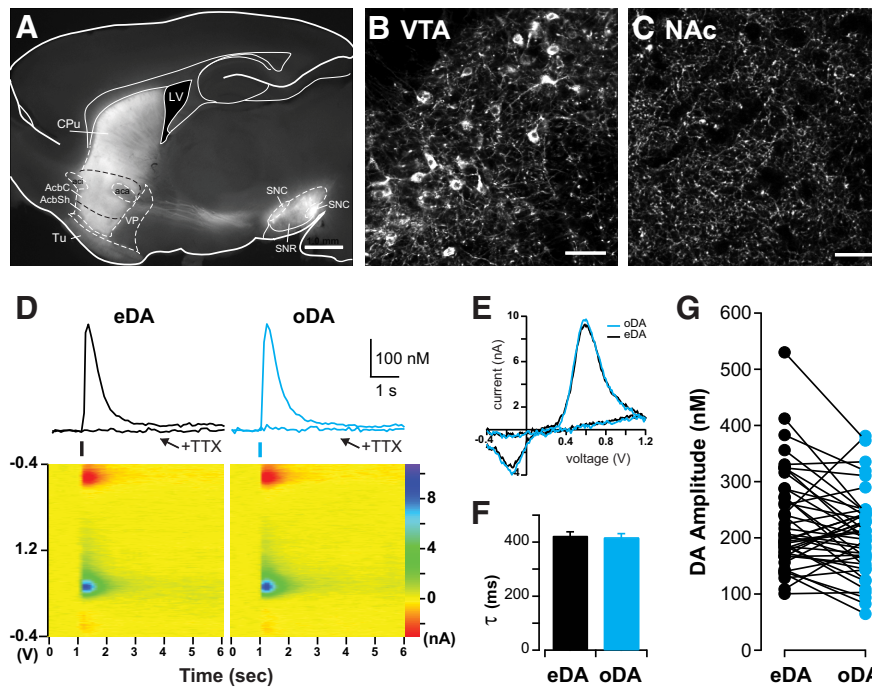 A
LV
CPu
aca
AcbC
AcbSh
VP
Tu
SNC
SNC
SNR
B VTA
C NAc
D
eDA
oDA
100 nM
1 s
+TTX
+TTX
-0.4
1.2
-0.4
(V)
0 1 2 3 4 5 6
0 1 2 3 4 5 6
Time (sec)
8
4
0
-4
(nA)
E
current (nA)
10
8
4
-4
-0.4
0.4
0.8
1.2
voltage (V)
oDA
eDA
F
τ (ms)
400
200
0
eDA oDA
G
DA Amplitude (nM)
600
500
400
300
200
100
0
eDA oDA